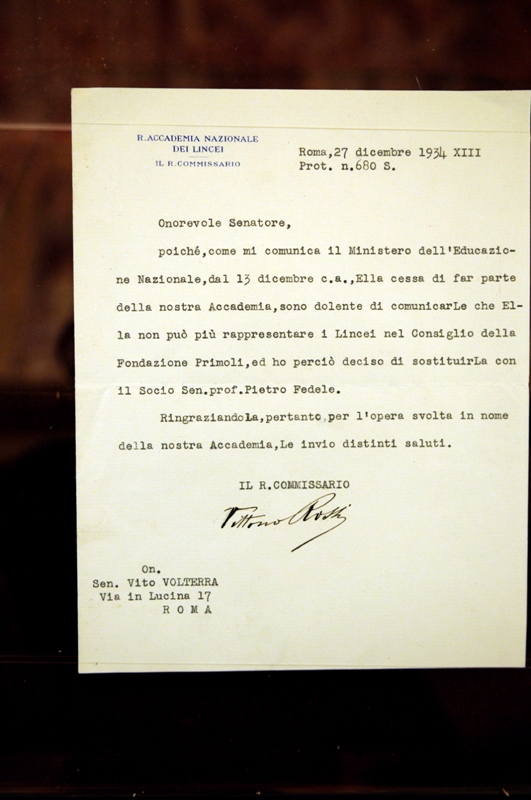 R. ACCADEMIA NAZIONALE
DEI LINCEI
IL R. COMMISSARIO
Roma,27 dicembre 1934 XIII
Prot. n.680 S.
Onorevole Senatore,
poiché,come mi comunica il Ministero dell'Educazio-
ne Nazionale,dal 13 dicembre c.a.,Ella cessa di far parte
della nostra Accademia,sono dolente di comunicarLe che El-
la non può più rappresentare i Lincei nel Consiglio della
Fondazione Primoli,ed ho perciò deciso di sostituirLa con
il Socio Sen.prof.Pietro Fedele.
RingraziandoLa,pertanto,per l'opera svolta in nome
della nostra Accademia,Le invio distinti saluti.
IL R.COMMISSARIO
Vittorio Rossi
On.
Sen. Vito VOLTERRA
Via in Lucina 17
R O M A